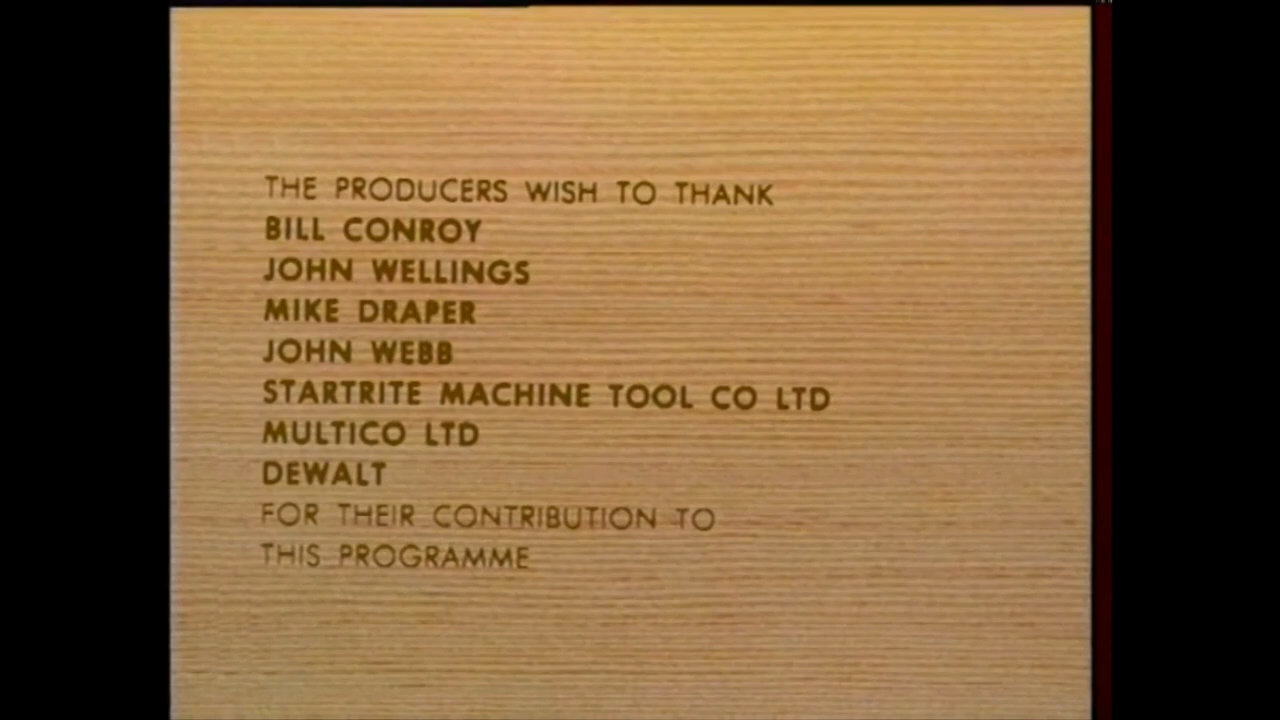 THE PRODUCERS WISH TO THANK
BILL CONROY
JOHN WELLINGS
MIKE DRAPER
JOHN WEBB
STARTRITE MACHINE TOOL CO LTD
MULTICO LTD
DEWALT
FOR THEIR CONTRIBUTION TO
THIS PROGRAMME